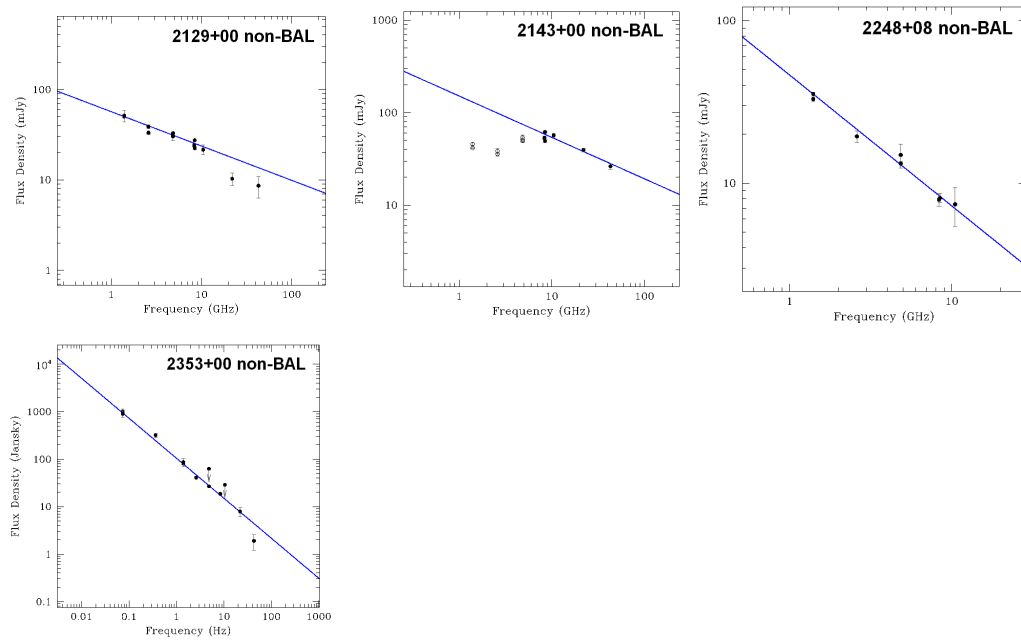 2129+00 non-BAL
100
10
1
Flux Density (mJy)
1 10 100
Frequency (GHz)
2143+00 non-BAL
1000
100
10
Flux Density (mJy)
1 10 100
Frequency (GHz)
2248+08 non-BAL
100
10
Flux Density (mJy)
1 10
Frequency (GHz)
2353+00 non-BAL
10⁴
1000
100
10
1
0.1
Flux Density (Jansky)
0.01 0.1 1 10 100 1000
Frequency (Hz)